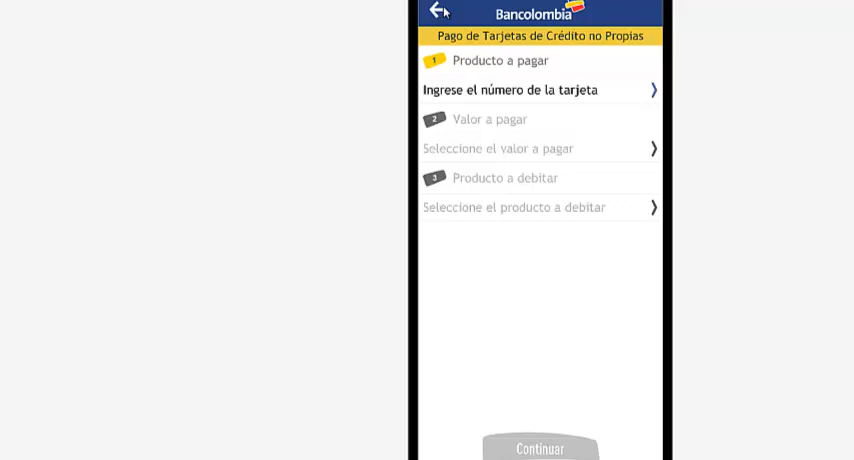 Bancolombia
Pago de Tarjetas de Crédito no Propias
1 Producto a pagar
Ingrese el número de la tarjeta
2 Valor a pagar
Seleccione el valor a pagar
3 Producto a debitar
Seleccione el producto a debitar
Continuar